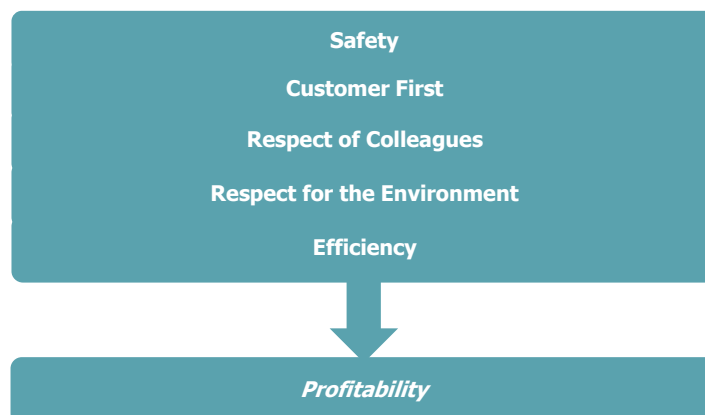 Safety
Customer First
Respect of Colleagues
Respect for the Environment
Efficiency
Profitability